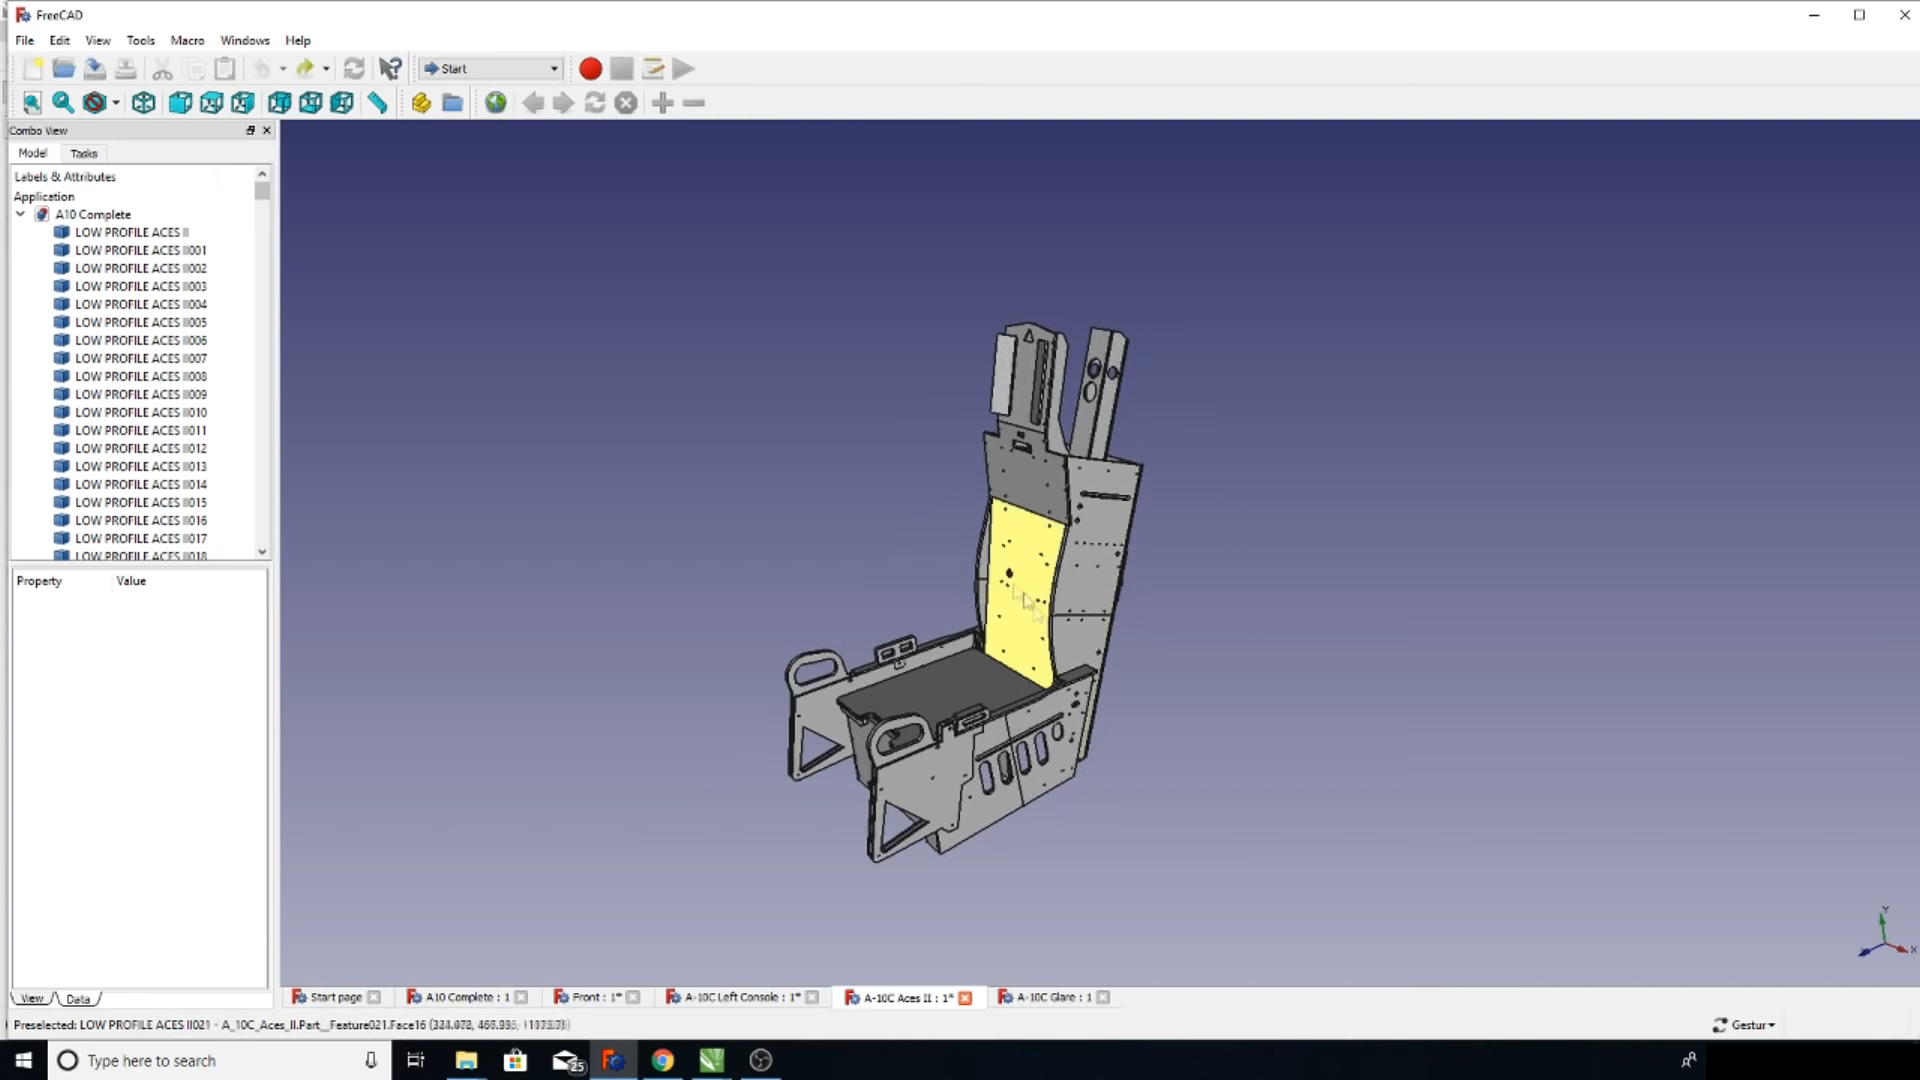 FreeCAD
File Edit View Tools Macro Windows Help
Start
Combo View
Model Tasks
Labels & Attributes
Application
A10 Complete
LOW PROFILE ACES II
LOW PROFILE ACES II001
LOW PROFILE ACES II002
LOW PROFILE ACES II003
LOW PROFILE ACES II004
LOW PROFILE ACES II005
LOW PROFILE ACES II006
LOW PROFILE ACES II007
LOW PROFILE ACES II008
LOW PROFILE ACES II009
LOW PROFILE ACES II010
LOW PROFILE ACES II011
LOW PROFILE ACES II012
LOW PROFILE ACES II013
LOW PROFILE ACES II014
LOW PROFILE ACES II015
LOW PROFILE ACES II016
LOW PROFILE ACES II017
LOW PROFILE ACES II018
Property Value
Y
X
View Data
Start page A10 Complete : 1 Front : 1* A-10C Left Console : 1* A-10C Aces II : 1* A-10C Glare : 1
Preselected: LOW PROFILE ACES II021 - A_10C_Aces_II.Part__Feature021.Face16
Gestur
Type here to search
25